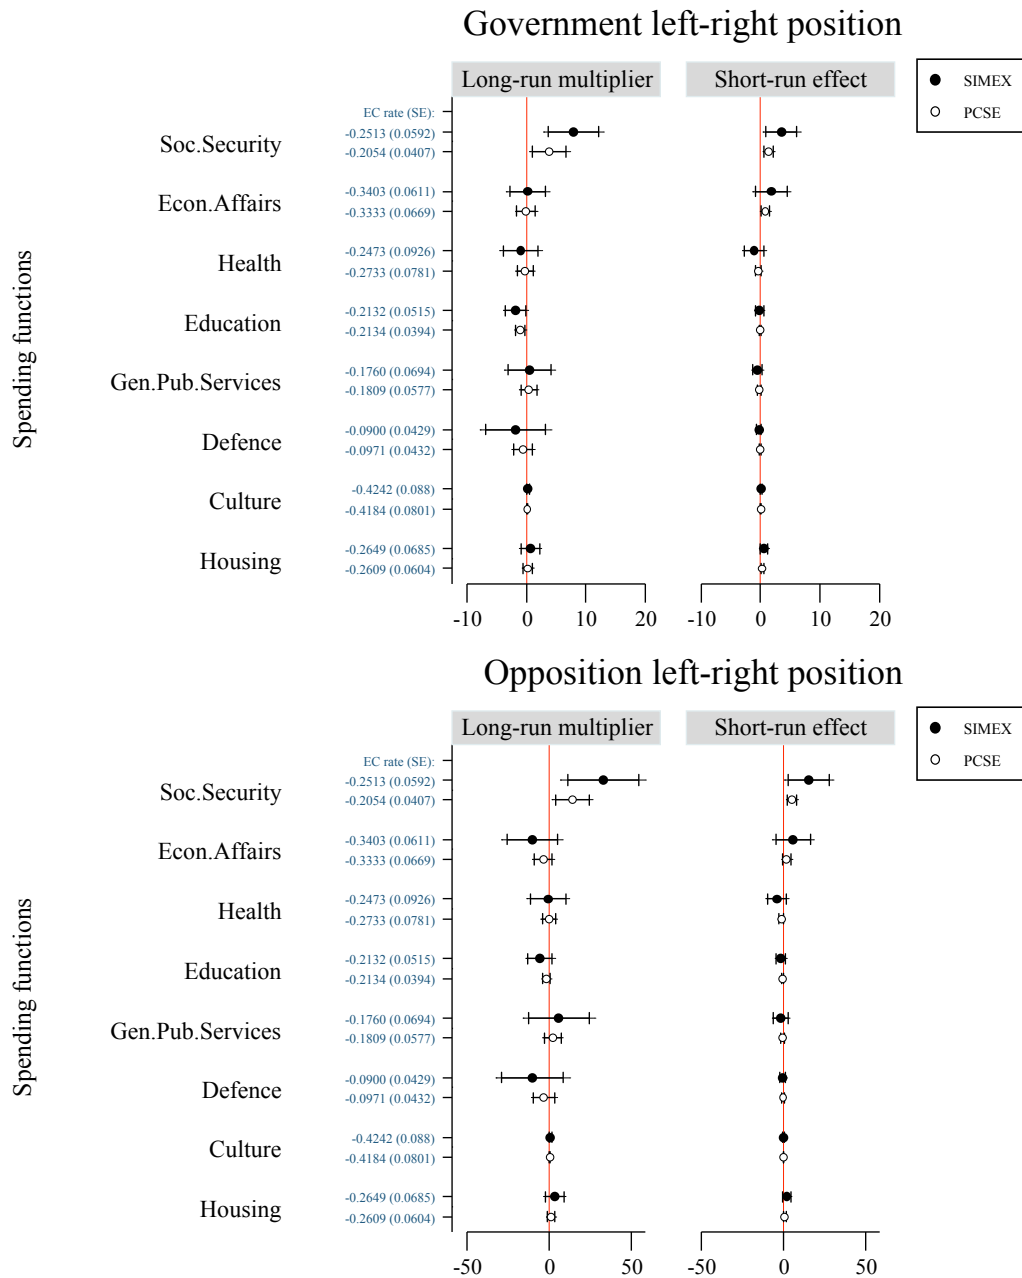 Government left-right position
Long-run multiplier
Short-run effect
SIMEX
PCSE
Spending functions
EC rate (SE):
Soc.Security
-0.2513 (0.0592)
-0.2054 (0.0407)
Econ.Affairs
-0.3403 (0.0611)
-0.3333 (0.0669)
Health
-0.2473 (0.0926)
-0.2733 (0.0781)
Education
-0.2132 (0.0515)
-0.2134 (0.0394)
Gen.Pub.Services
-0.1760 (0.0694)
-0.1809 (0.0577)
Defence
-0.0900 (0.0429)
-0.0971 (0.0432)
Culture
-0.4242 (0.088)
-0.4184 (0.0801)
Housing
-0.2649 (0.0685)
-0.2609 (0.0604)
-10 0 10 20
-10 0 10 20
Opposition left-right position
Long-run multiplier
Short-run effect
SIMEX
PCSE
Spending functions
EC rate (SE):
Soc.Security
-0.2513 (0.0592)
-0.2054 (0.0407)
Econ.Affairs
-0.3403 (0.0611)
-0.3333 (0.0669)
Health
-0.2473 (0.0926)
-0.2733 (0.0781)
Education
-0.2132 (0.0515)
-0.2134 (0.0394)
Gen.Pub.Services
-0.1760 (0.0694)
-0.1809 (0.0577)
Defence
-0.0900 (0.0429)
-0.0971 (0.0432)
Culture
-0.4242 (0.088)
-0.4184 (0.0801)
Housing
-0.2649 (0.0685)
-0.2609 (0.0604)
-50 0 50
-50 0 50